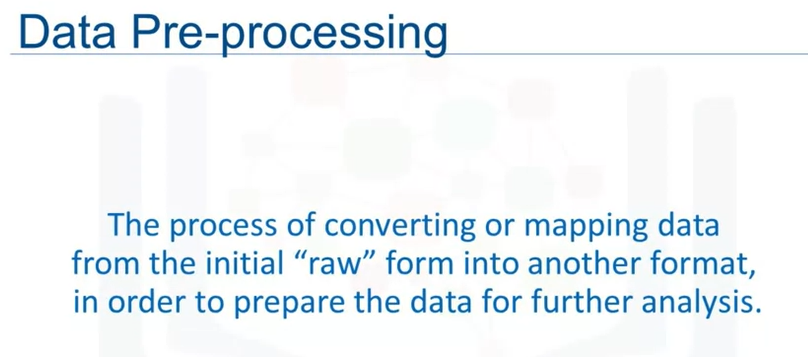 Data Pre-processing
The process of converting or mapping data
from the initial “raw” form into another format,
in order to prepare the data for further analysis.